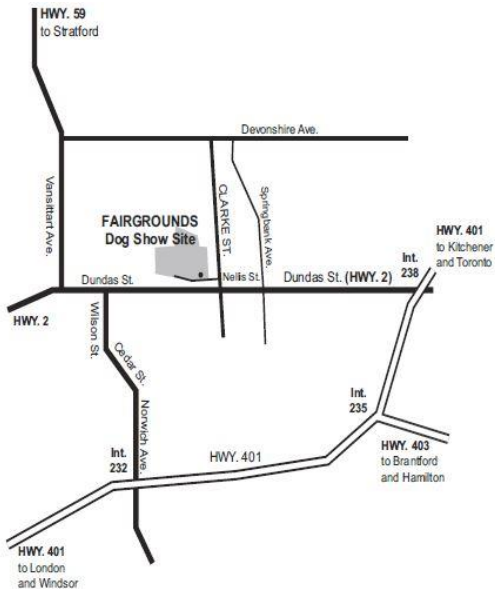 HWY. 59
to Stratford
Devonshire Ave.
Vansittart Ave.
CLARKE ST.
Springbank Ave.
FAIRGROUNDS
Dog Show Site
HWY. 401
to Kitchener
and Toronto
Int.
238
Nellis St.
Dundas St.
Dundas St. (HWY. 2)
HWY. 2
Wilson St.
Cedar St.
Norwich Ave.
Int.
235
Int.
232
HWY. 401
HWY. 403
to Brantford
and Hamilton
HWY. 401
to London
and Windsor